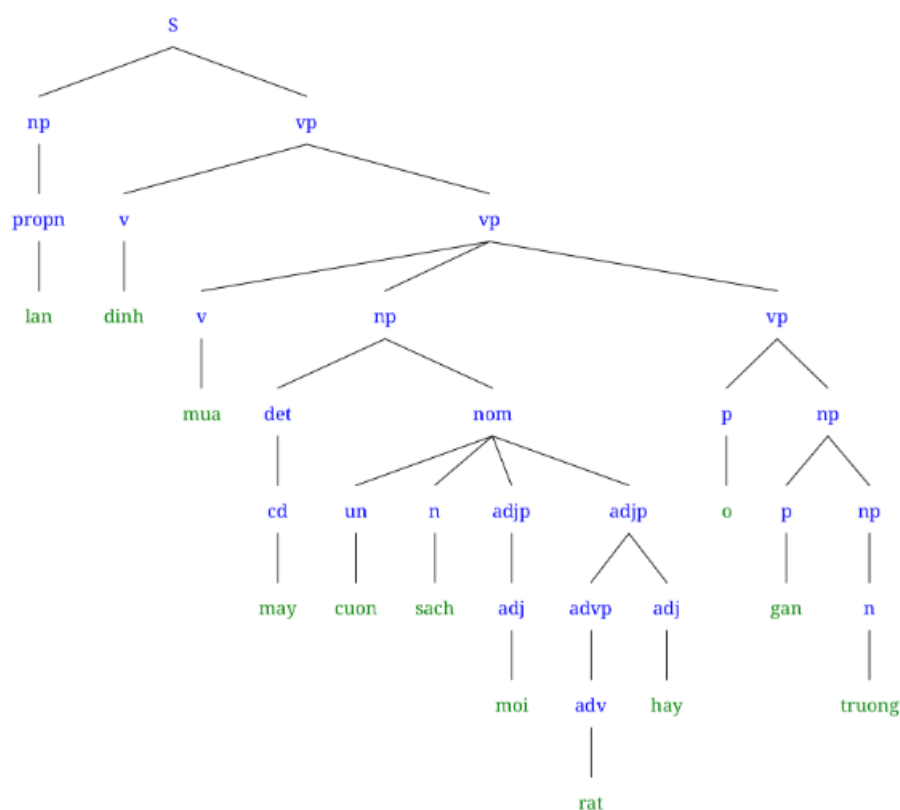 S
np vp
propn v vp
lan dinh v np vp
mua det nom p np
cd un n adjp adjp o p np
may cuon sach adj advp adj gan n
moi adv hay truong
rat